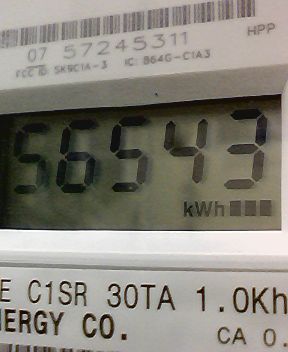 HPP
07 57245311
FCC ID: SK9C1A-3 IC: 864G-C1A3
56543
kWh
E C1SR 30TA 1.0Kh
NERGY CO.
CA 0.